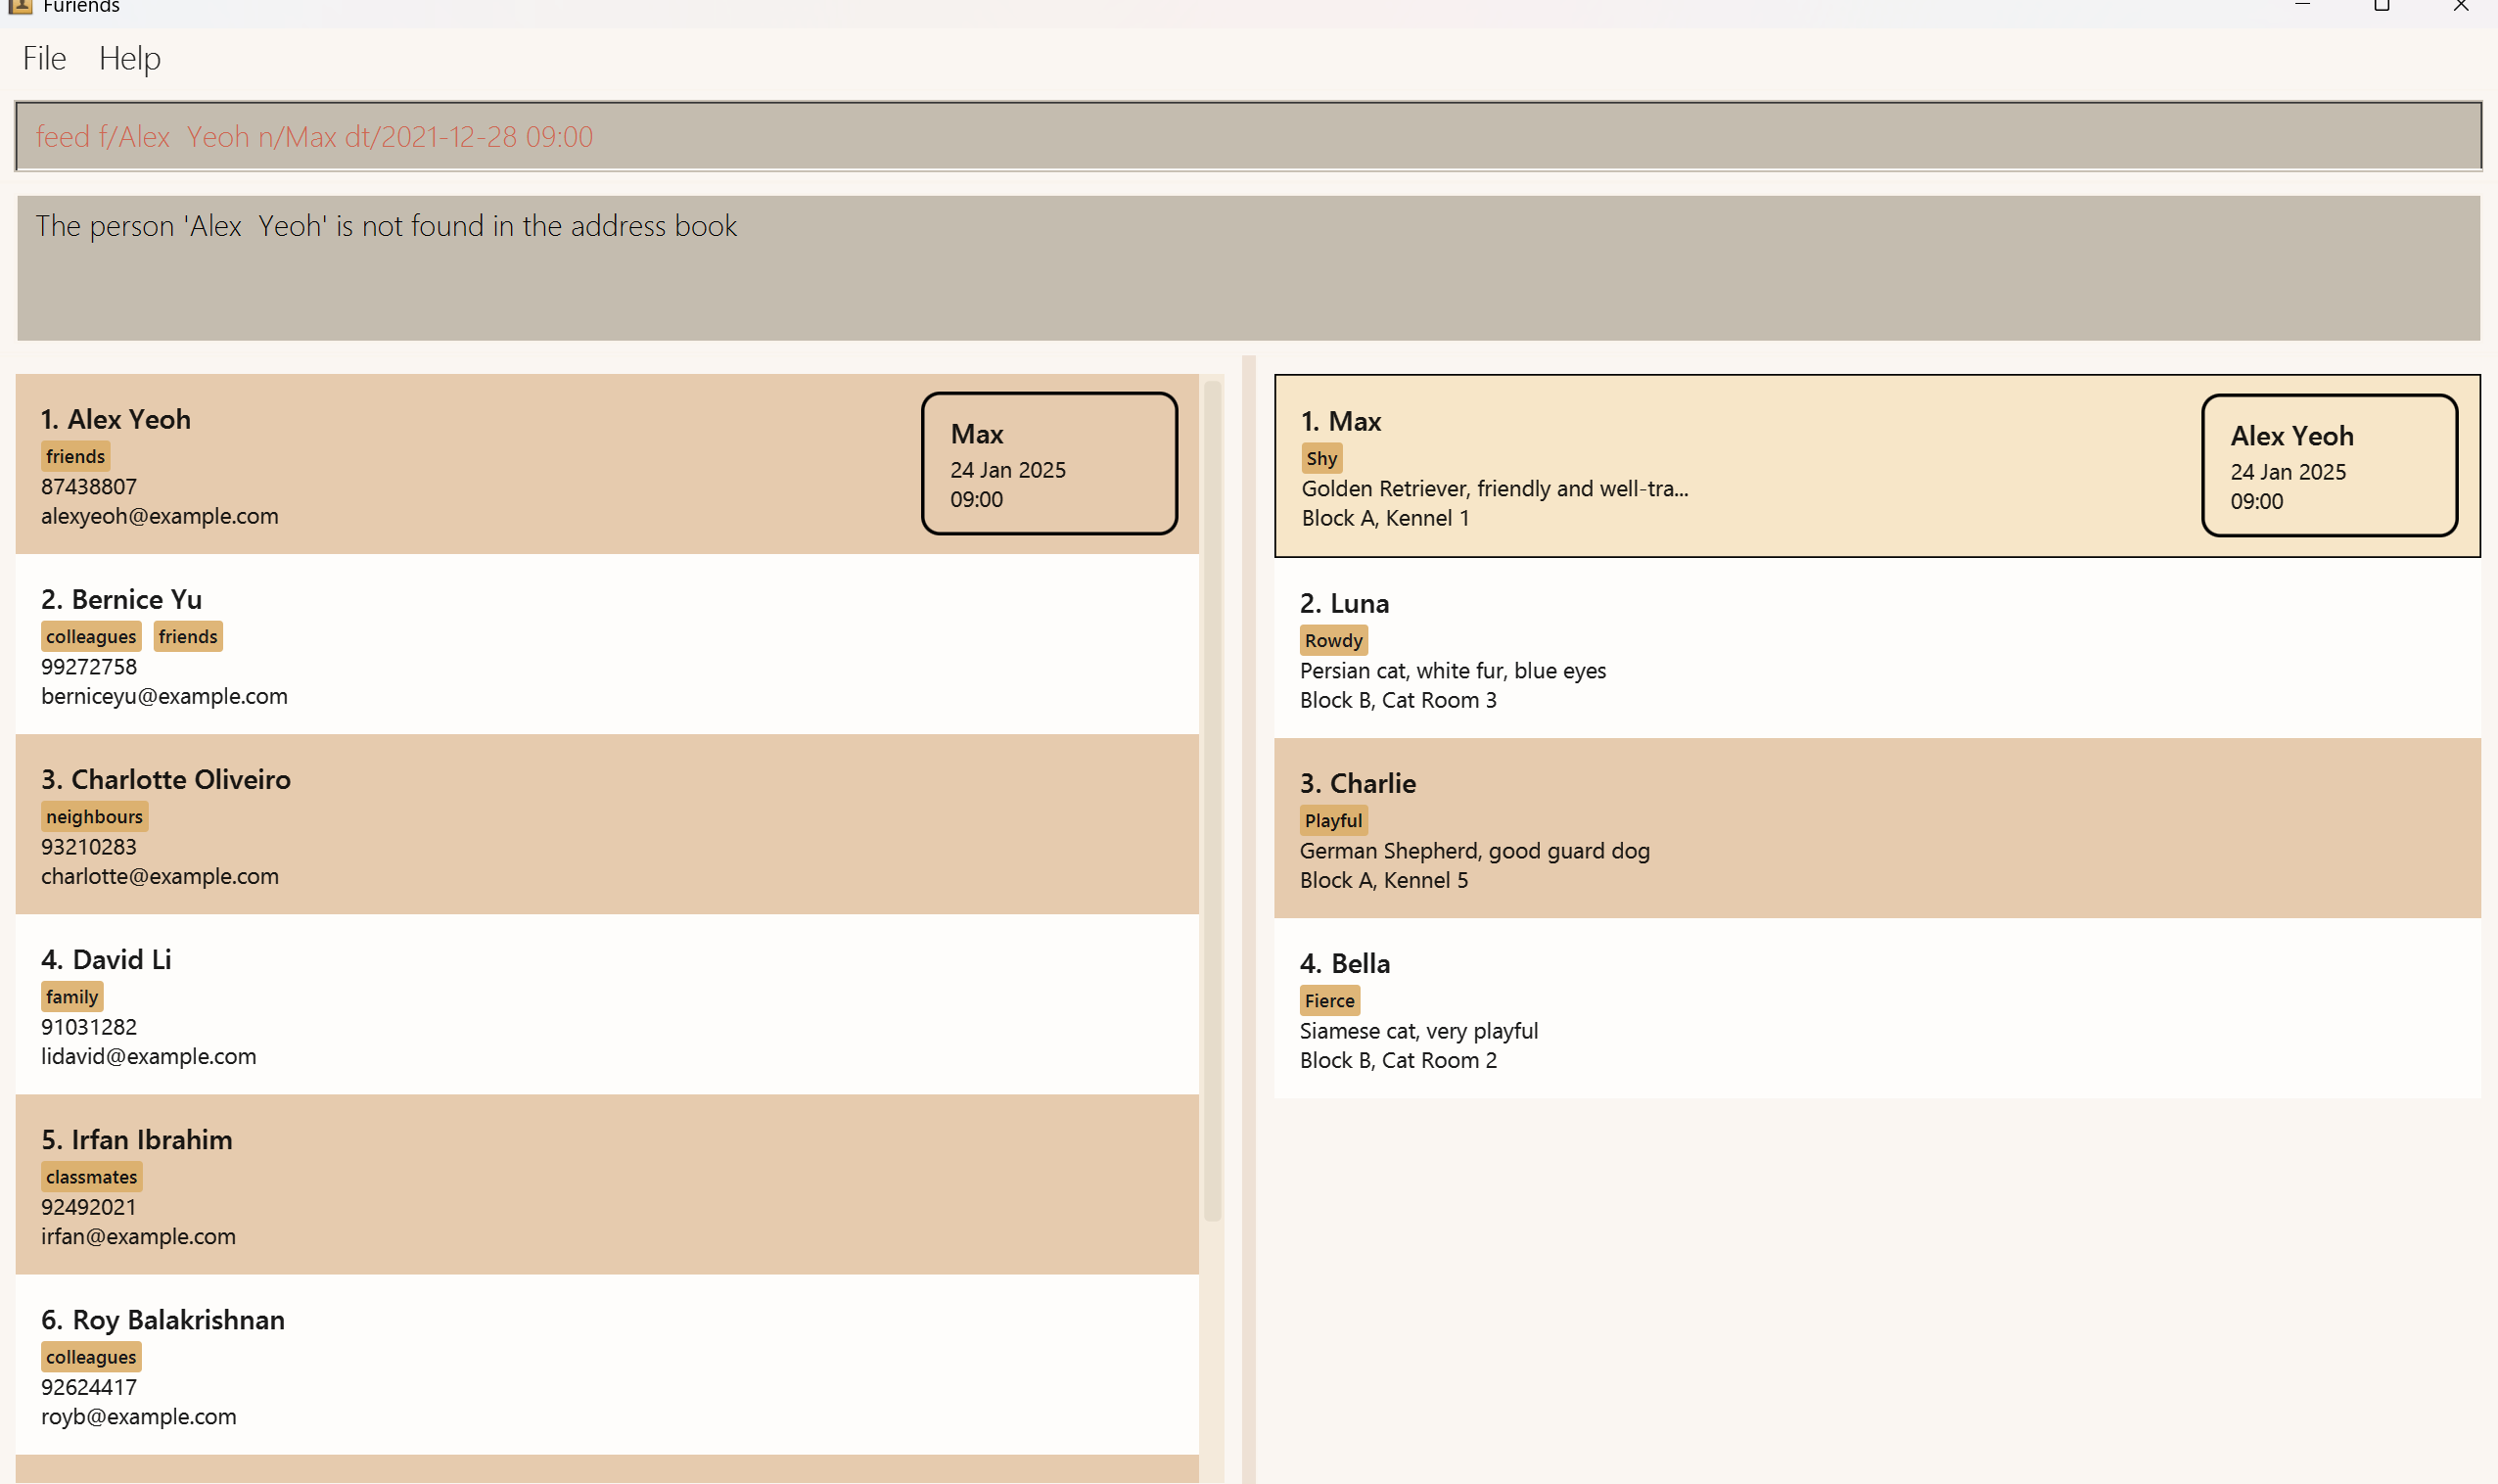 Furiends
File Help
feed f/Alex  Yeoh n/Max dt/2021-12-28 09:00
The person 'Alex  Yeoh' is not found in the address book
1. Alex Yeoh
friends
87438807
alexyeoh@example.com
Max
24 Jan 2025
09:00
2. Bernice Yu
colleagues friends
99272758
berniceyu@example.com
3. Charlotte Oliveiro
neighbours
93210283
charlotte@example.com
4. David Li
family
91031282
lidavid@example.com
5. Irfan Ibrahim
classmates
92492021
irfan@example.com
6. Roy Balakrishnan
colleagues
92624417
royb@example.com
1. Max
Shy
Golden Retriever, friendly and well-tra...
Block A, Kennel 1
Alex Yeoh
24 Jan 2025
09:00
2. Luna
Rowdy
Persian cat, white fur, blue eyes
Block B, Cat Room 3
3. Charlie
Playful
German Shepherd, good guard dog
Block A, Kennel 5
4. Bella
Fierce
Siamese cat, very playful
Block B, Cat Room 2